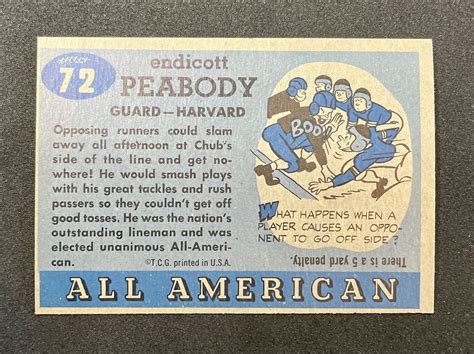 72
endicott
PEABODY
GUARD—HARVARD
Opposing runners could slam
away all afternoon at Chub's
side of the line and get no-
where! He would smash plays
with his great tackles and rush
passers so they couldn't get off
good tosses. He was the nation's
outstanding lineman and was
elected unanimous All-Ameri-
can.
©T.C.G. printed in U.S.A.
BOO!
WHAT HAPPENS WHEN A
PLAYER CAUSES AN OPPO-
NENT TO GO OFF SIDE?
There is a 5 yard penalty.
ALL AMERICAN